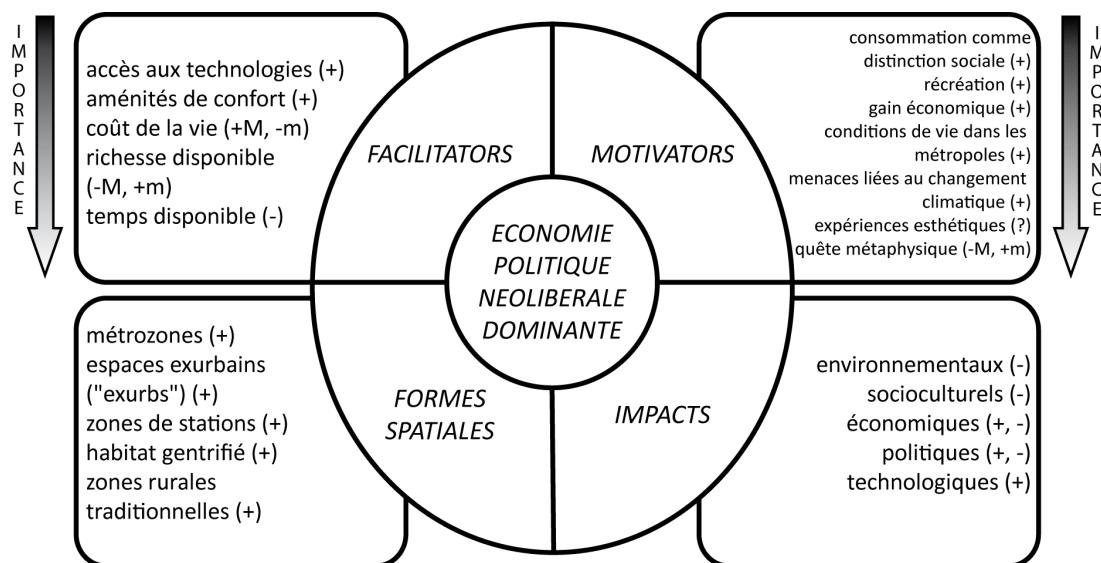 IMPORTANCE
accès aux technologies (+)
aménités de confort (+)
coût de la vie (+M, -m)
richesse disponible
(-M, +m)
temps disponible (-)
FACILITATORS
MOTIVATORS
consommation comme
distinction sociale (+)
récréation (+)
gain économique (+)
conditions de vie dans les
métropoles (+)
menaces liées au changement
climatique (+)
expériences esthétiques (?)
quête métaphysique (-M, +m)
IMPORTANCE
ECONOMIE
POLITIQUE
NEOLIBERALE
DOMINANTE
métrozones (+)
espaces exurbains
("exurbs") (+)
zones de stations (+)
habitat gentrifié (+)
zones rurales
traditionnelles (+)
FORMES
SPATIALES
IMPACTS
environnementaux (-)
socioculturels (-)
économiques (+, -)
politiques (+, -)
technologiques (+)